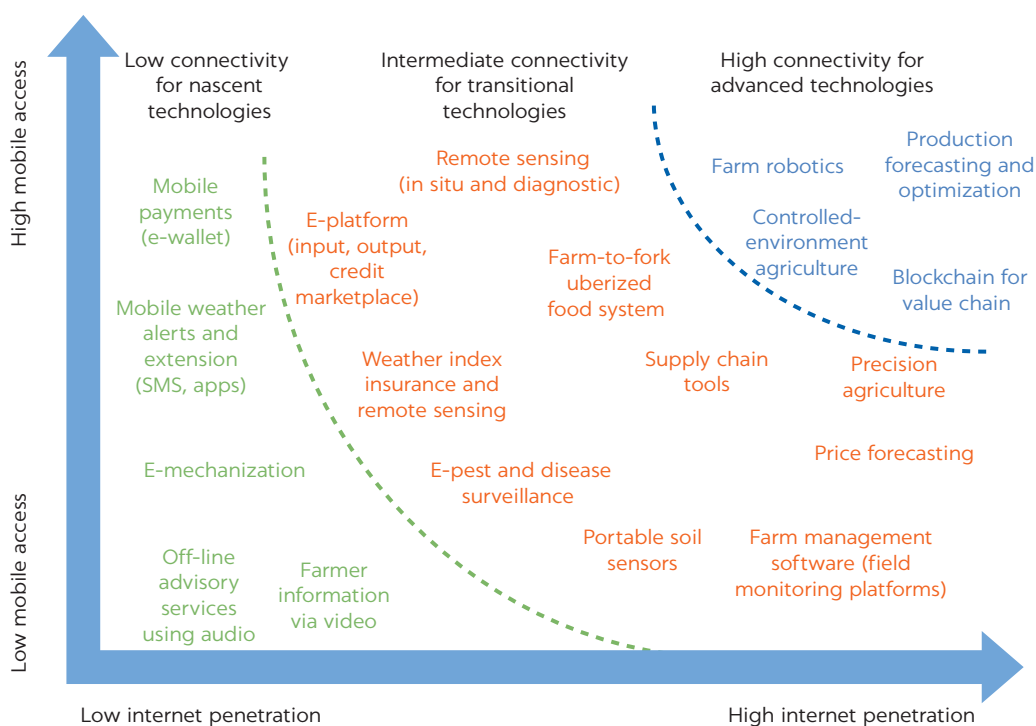 High mobile access
Low mobile access
Low connectivity
for nascent
technologies
Intermediate connectivity
for transitional
technologies
High connectivity for
advanced technologies
Mobile
payments
(e-wallet)
Mobile weather
alerts and
extension
(SMS, apps)
E-mechanization
Off-line
advisory
services
using audio
Farmer
information
via video
Remote sensing
(in situ and diagnostic)
E-platform
(input, output,
credit
marketplace)
Farm-to-fork
uberized
food system
Weather index
insurance and
remote sensing
Supply chain
tools
Precision
agriculture
Price forecasting
E-pest and disease
surveillance
Portable soil
sensors
Farm management
software (field
monitoring platforms)
Farm robotics
Production
forecasting and
optimization
Controlled-
environment
agriculture
Blockchain for
value chain
Low internet penetration
High internet penetration